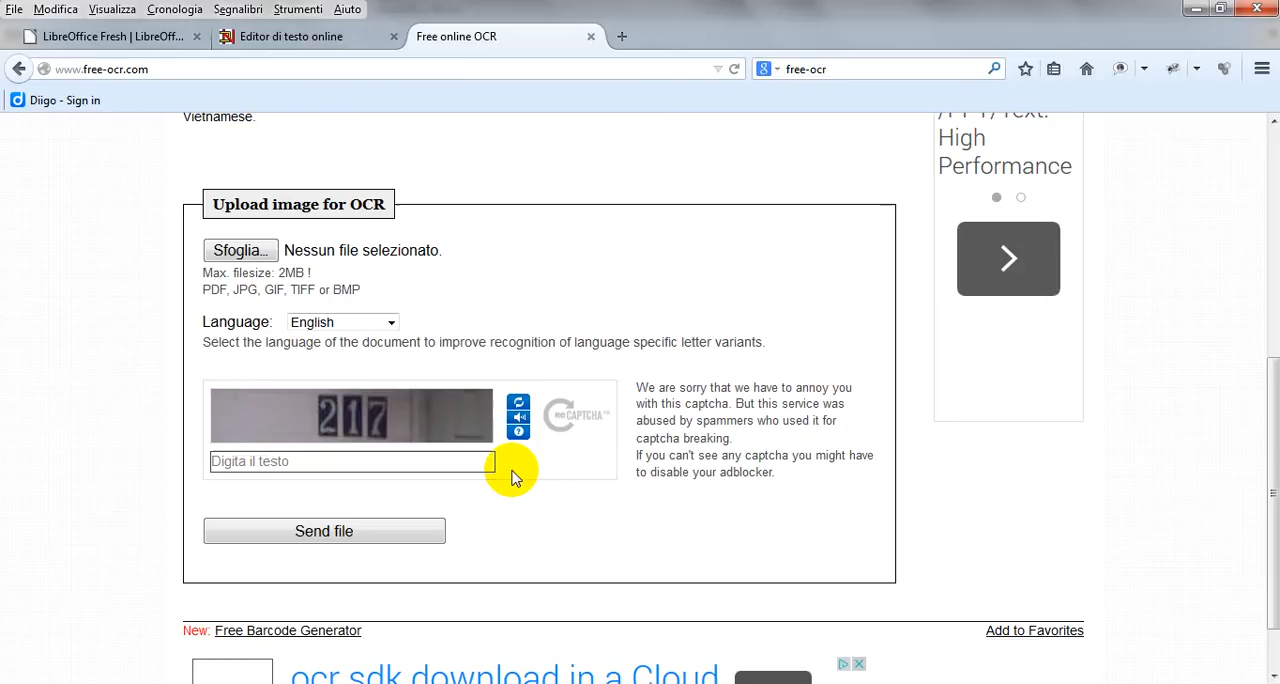 File Modifica Visualizza Cronologia Segnalibri Strumenti Aiuto
LibreOffice Fresh | LibreOff... Editor di testo online Free online OCR
www.free-ocr.com free-ocr
Diigo - Sign in
Vietnamese.
/PPT/Text.
High
Performance
Upload image for OCR
Sfoglia... Nessun file selezionato.
Max. filesize: 2MB !
PDF, JPG, GIF, TIFF or BMP
Language: English
Select the language of the document to improve recognition of language specific letter variants.
217
reCAPTCHA™
Digita il testo
We are sorry that we have to annoy you
with this captcha. But this service was
abused by spammers who used it for
captcha breaking.
If you can't see any captcha you might have
to disable your adblocker.
Send file
New: Free Barcode Generator Add to Favorites
ocr sdk download in a Cloud